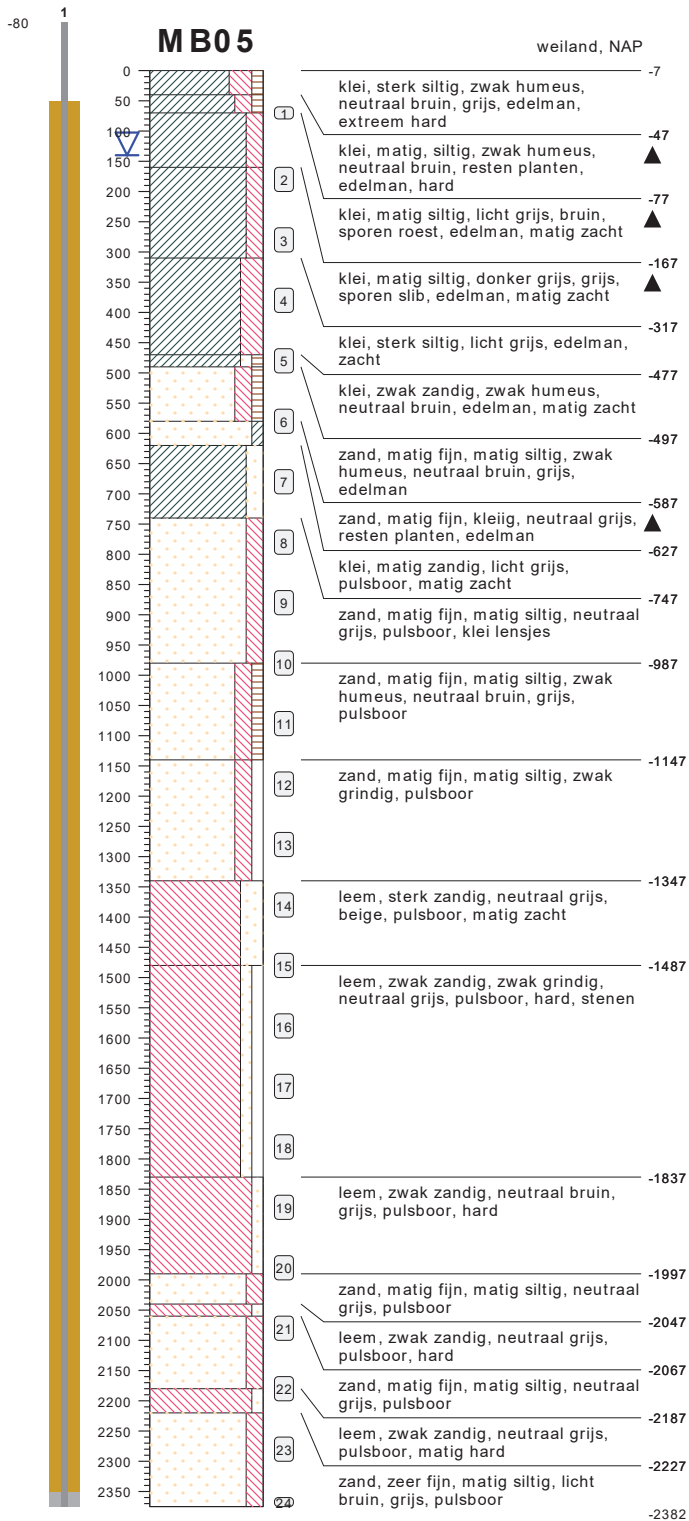 1
-80
MB05
weiland, NAP
0
50
100
150
200
250
300
350
400
450
500
550
600
650
700
750
800
850
900
950
1000
1050
1100
1150
1200
1250
1300
1350
1400
1450
1500
1550
1600
1650
1700
1750
1800
1850
1900
1950
2000
2050
2100
2150
2200
2250
2300
2350
1
2
3
4
5
6
7
8
9
10
11
12
13
14
15
16
17
18
19
20
21
22
23
24
-7
klei, sterk siltig, zwak humeus,
neutraal bruin, grijs, edelman,
extreem hard
-47
klei, matig, siltig, zwak humeus,
neutraal bruin, resten planten,
edelman, hard
-77
klei, matig siltig, licht grijs, bruin,
sporen roest, edelman, matig zacht
-167
klei, matig siltig, donker grijs, grijs,
sporen slib, edelman, matig zacht
-317
klei, sterk siltig, licht grijs, edelman,
zacht
-477
klei, zwak zandig, zwak humeus,
neutraal bruin, edelman, matig zacht
-497
zand, matig fijn, matig siltig, zwak
humeus, neutraal bruin, grijs,
edelman
-587
zand, matig fijn, kleiig, neutraal grijs,
resten planten, edelman
-627
klei, matig zandig, licht grijs,
pulsboor, matig zacht
-747
zand, matig fijn, matig siltig, neutraal
grijs, pulsboor, klei lensjes
-987
zand, matig fijn, matig siltig, zwak
humeus, neutraal bruin, grijs,
pulsboor
-1147
zand, matig fijn, matig siltig, zwak
grindig, pulsboor
-1347
leem, sterk zandig, neutraal grijs,
beige, pulsboor, matig zacht
-1487
leem, zwak zandig, zwak grindig,
neutraal grijs, pulsboor, hard, stenen
-1837
leem, zwak zandig, neutraal bruin,
grijs, pulsboor, hard
-1997
zand, matig fijn, matig siltig, neutraal
grijs, pulsboor
-2047
leem, zwak zandig, neutraal grijs,
pulsboor, hard
-2067
zand, matig fijn, matig siltig, neutraal
grijs, pulsboor
-2187
leem, zwak zandig, neutraal grijs,
pulsboor, matig hard
-2227
zand, zeer fijn, matig siltig, licht
bruin, grijs, pulsboor
-2382